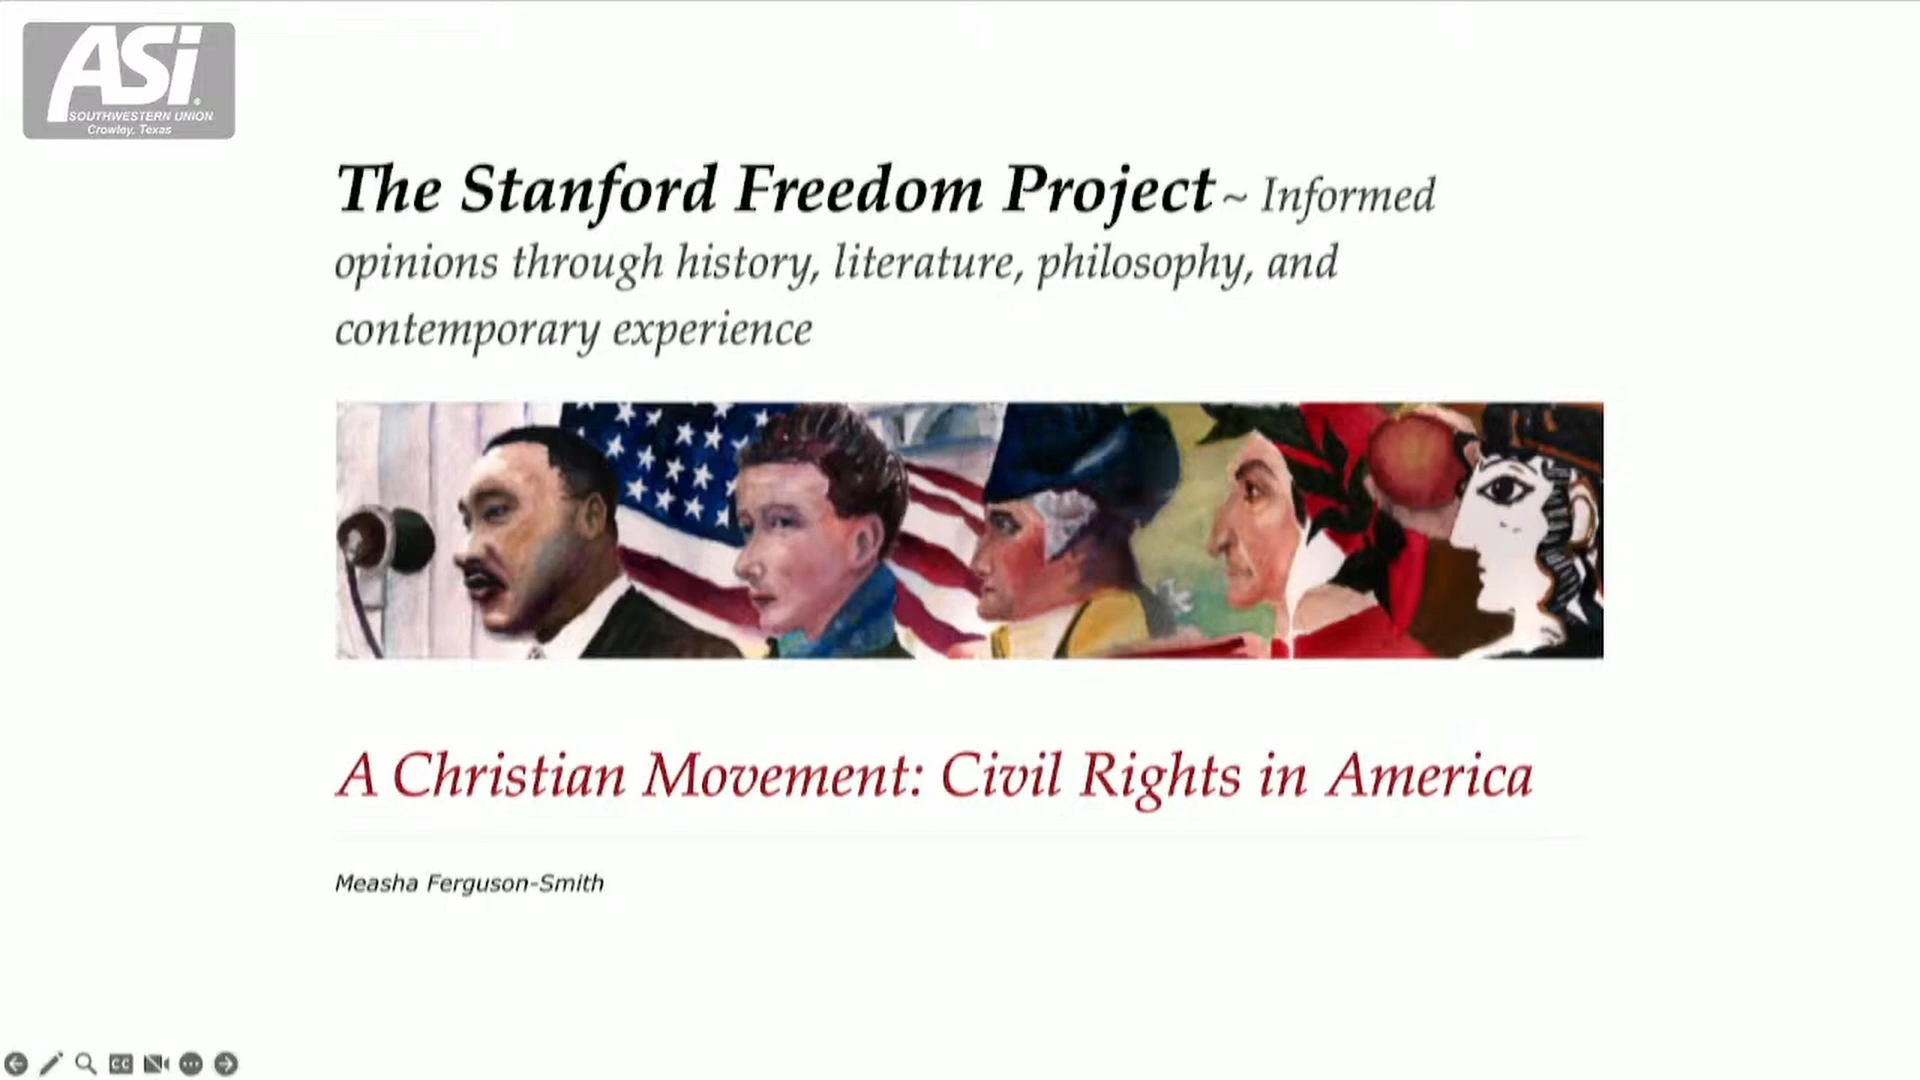 ASi.
SOUTHWESTERN UNION
Crowley, Texas
The Stanford Freedom Project ~ Informed
opinions through history, literature, philosophy, and
contemporary experience
A Christian Movement: Civil Rights in America
Measha Ferguson-Smith
CC